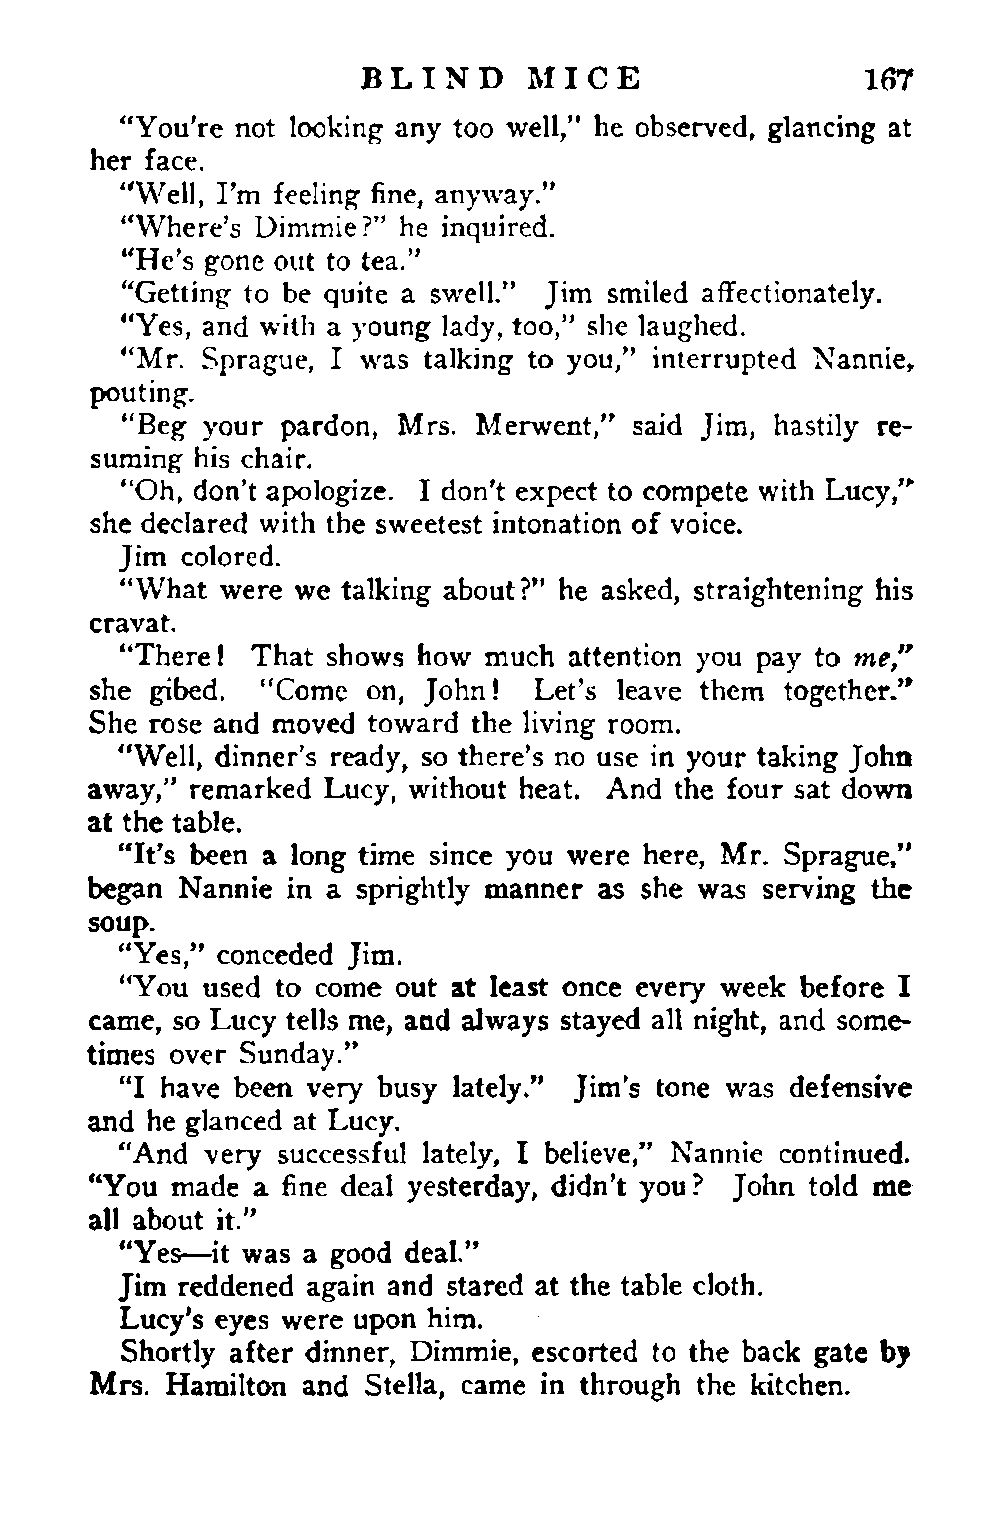 BLIND MICE 167
“You're not looking any too well,” he observed, glancing at
her face.
“Well, I'm feeling fine, anyway.”
“Where's Dimmie?” he inquired.
“He's gone out to tea.”
“Getting to be quite a swell.” Jim smiled affectionately.
“Yes, and with a young lady, too,” she laughed.
“Mr. Sprague, I was talking to you,” interrupted Nannie,
pouting.
“Beg your pardon, Mrs. Merwent,” said Jim, hastily re-
suming his chair.
“Oh, don't apologize. I don't expect to compete with Lucy,”
she declared with the sweetest intonation of voice.
Jim colored.
“What were we talking about?” he asked, straightening his
cravat.
“There! That shows how much attention you pay to me,”
she gibed. “Come on, John! Let's leave them together.”
She rose and moved toward the living room.
“Well, dinner's ready, so there's no use in your taking John
away,” remarked Lucy, without heat. And the four sat down
at the table.
“It's been a long time since you were here, Mr. Sprague,”
began Nannie in a sprightly manner as she was serving the
soup.
“Yes,” conceded Jim.
“You used to come out at least once every week before I
came, so Lucy tells me, and always stayed all night, and some-
times over Sunday.”
“I have been very busy lately.” Jim's tone was defensive
and he glanced at Lucy.
“And very successful lately, I believe,” Nannie continued.
“You made a fine deal yesterday, didn't you? John told me
all about it.”
“Yes—it was a good deal.”
Jim reddened again and stared at the table cloth.
Lucy's eyes were upon him.
Shortly after dinner, Dimmie, escorted to the back gate by
Mrs. Hamilton and Stella, came in through the kitchen.